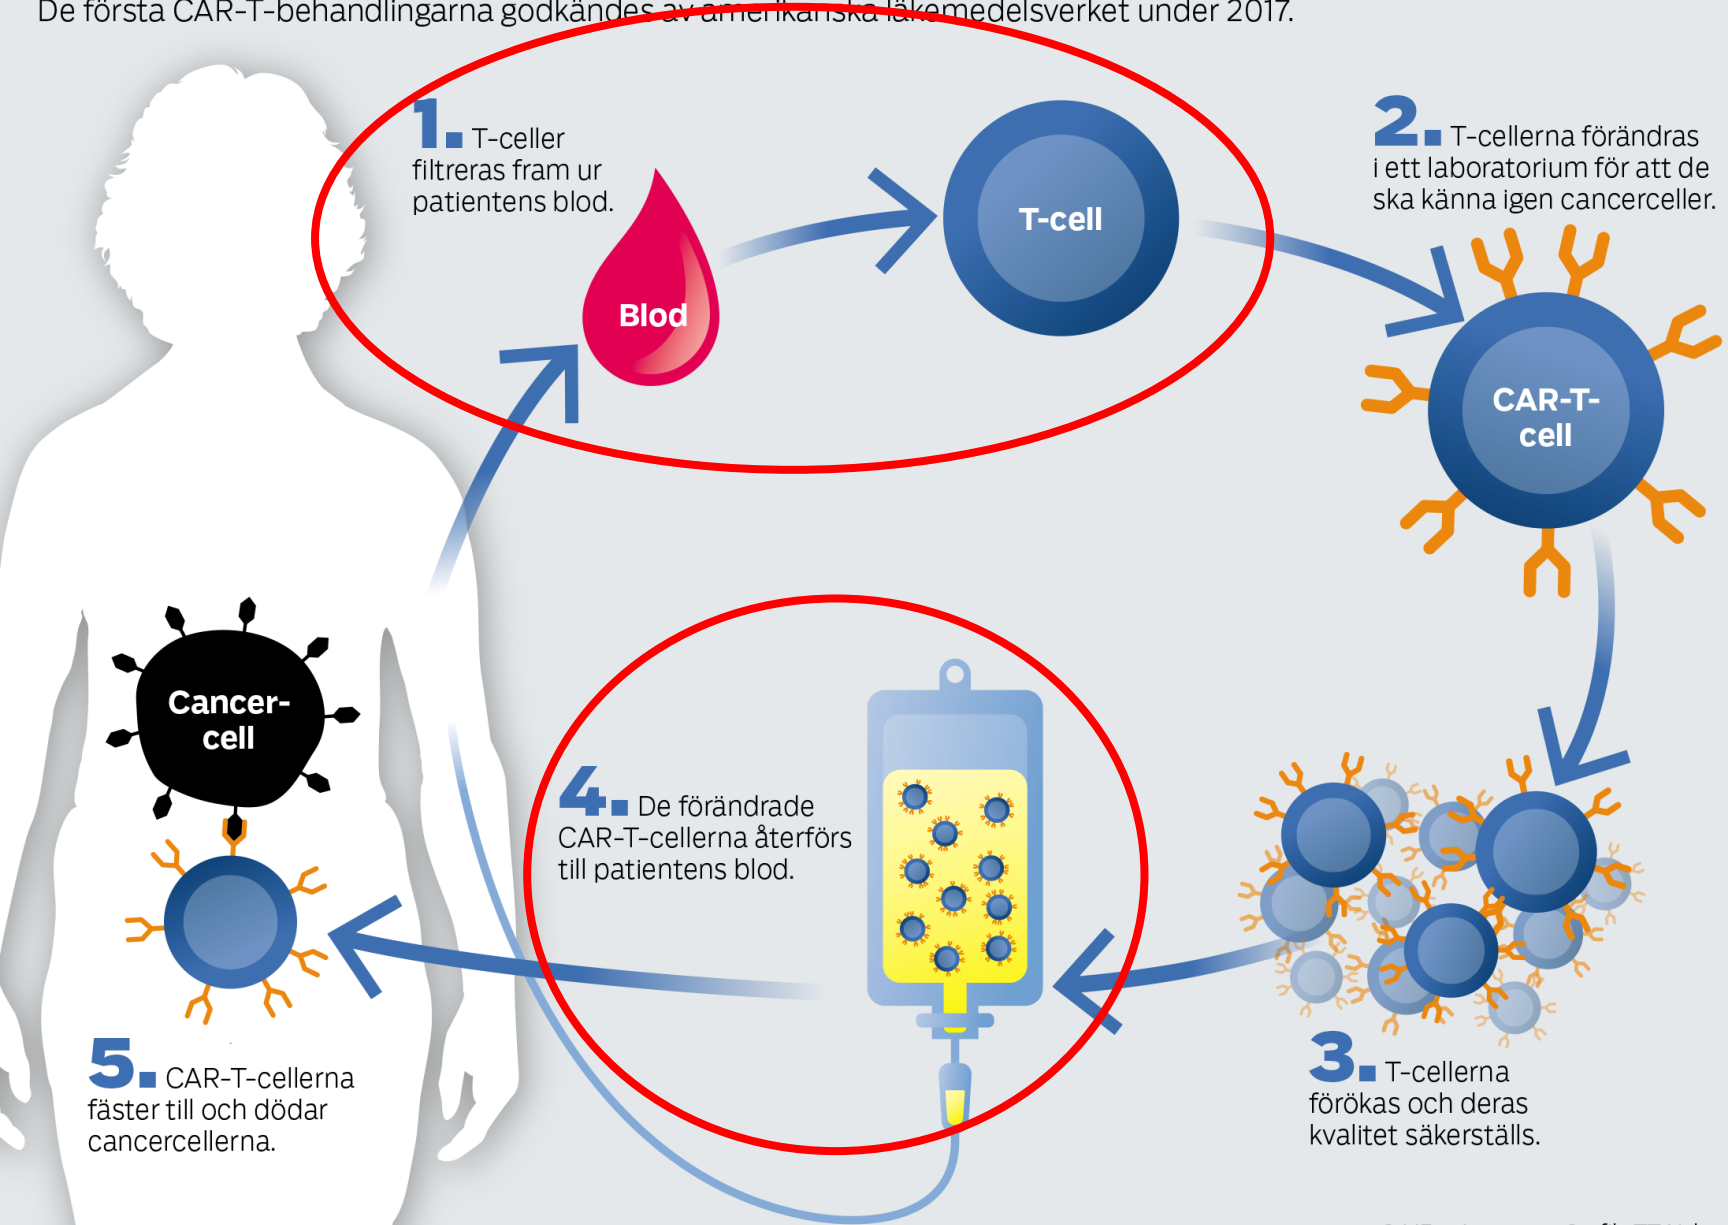 De första CAR-T-behandlingarna godkändes av amerikanska läkemedelsverket under 2017.
1. T-celler
filtreras fram ur
patientens blod.
Blod
T-cell
2. T-cellerna förändras
i ett laboratorium för att de
ska känna igen cancerceller.
CAR-T-
cell
3. T-cellerna
förökas och deras
kvalitet säkerställs.
4. De förändrade
CAR-T-cellerna återförs
till patientens blod.
Cancer-
cell
5. CAR-T-cellerna
fäster till och dödar
cancercellerna.